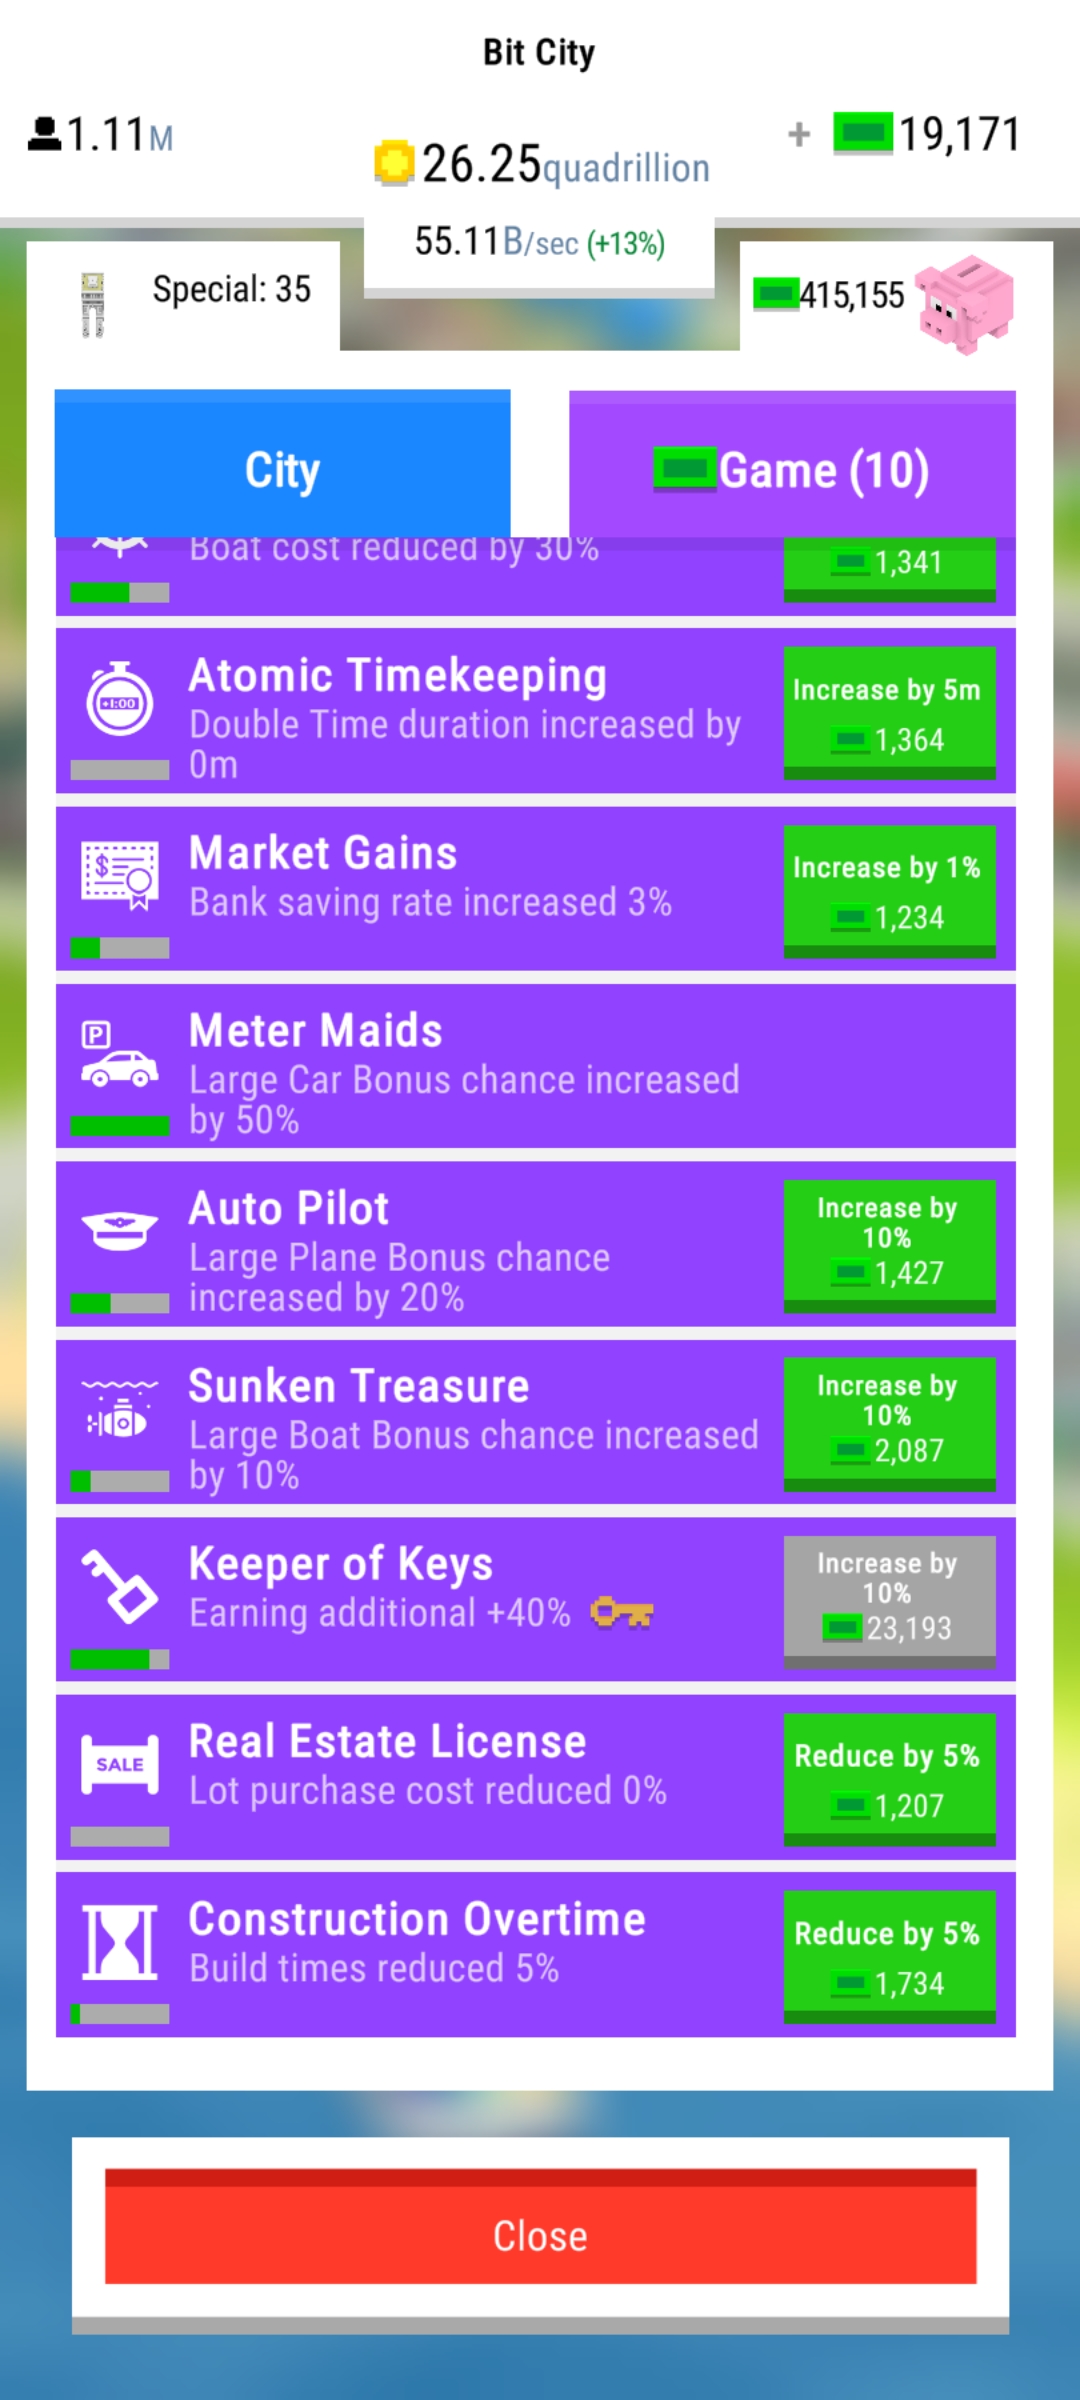 Bit City
1.11M
26.25quadrillion
+ 19,171
55.11B/sec (+13%)
Special: 35
415,155
City
Game (10)
Boat cost reduced by 30%
1,341
Atomic Timekeeping
Double Time duration increased by
0m
Increase by 5m
1,364
Market Gains
Bank saving rate increased 3%
Increase by 1%
1,234
Meter Maids
Large Car Bonus chance increased
by 50%
Auto Pilot
Large Plane Bonus chance
increased by 20%
Increase by
10%
1,427
Sunken Treasure
Large Boat Bonus chance increased
by 10%
Increase by
10%
2,087
Keeper of Keys
Earning additional +40%
Increase by
10%
23,193
SALE
Real Estate License
Lot purchase cost reduced 0%
Reduce by 5%
1,207
Construction Overtime
Build times reduced 5%
Reduce by 5%
1,734
Close